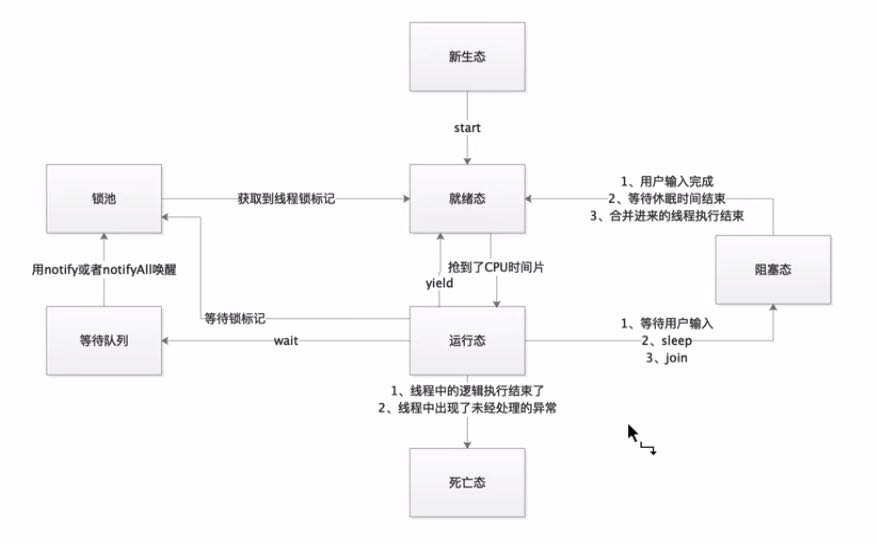 新生态
start
锁池
获取到线程锁标记
就绪态
1、用户输入完成
2、等待休眠时间结束
3、合并进来的线程执行结束
用notify或者notifyAll唤醒
抢到了CPU时间片
yield
阻塞态
等待队列
等待锁标记
wait
运行态
1、等待用户输入
2、sleep
3、join
1、线程中的逻辑执行结束了
2、线程中出现了未经处理的异常
死亡态